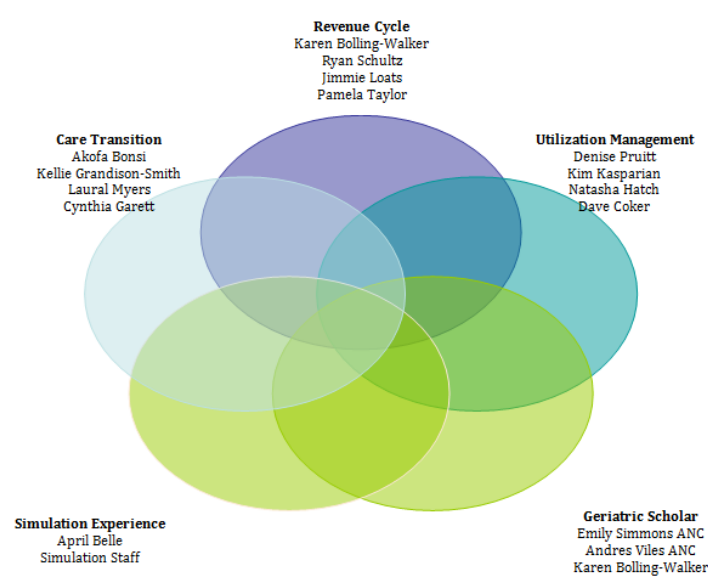 Revenue Cycle
Karen Bolling-Walker
Ryan Schultz
Jimmie Loats
Pamela Taylor
Care Transition
Akofa Bonsi
Kellie Grandison-Smith
Laural Myers
Cynthia Garett
Utilization Management
Denise Pruitt
Kim Kasparian
Natasha Hatch
Dave Coker
Simulation Experience
April Belle
Simulation Staff
Geriatric Scholar
Emily Simmons ANC
Andres Viles ANC
Karen Bolling-Walker